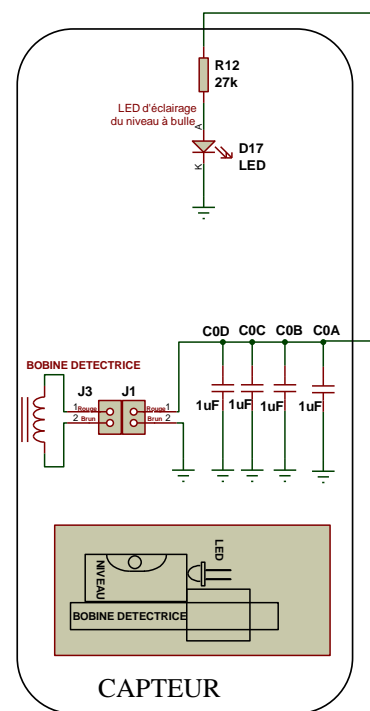 R12
27k
LED d'éclairage
du niveau à bulle
A
D17
K
LED
C0D
C0C
C0B
C0A
BOBINE DETECTRICE
J3
J1
1
Rouge
Rouge
1
2
Brun
Brun
2
1uF
1uF
1uF
1uF
LED
NIVEAU
BOBINE DETECTRICE
CAPTEUR